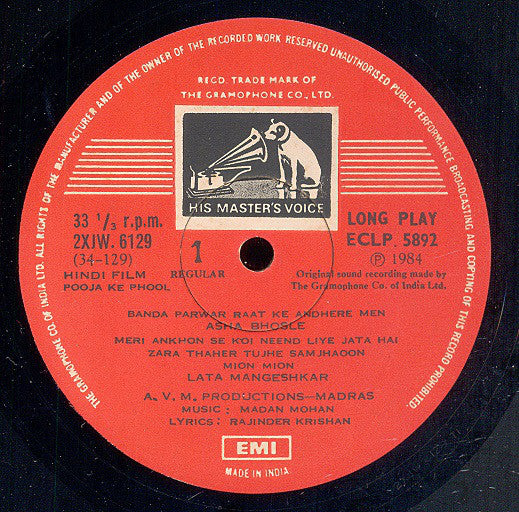 THE GRAMOPHONE CO. OF INDIA LTD. ALL RIGHTS OF THE MANUFACTURER AND OF THE OWNER OF THE RECORDED WORK RESERVED UNAUTHORISED PUBLIC PERFORMANCE BROADCASTING AND COPYING OF THIS RECORD PROHIBITED
REGD. TRADE MARK OF
THE GRAMOPHONE CO., LTD.
HIS MASTER'S VOICE
33 1/3 r.p.m.
2XJW. 6129
(34-129)
HINDI FILM
POOJA KE PHOOL
1
REGULAR
LONG PLAY
ECLP. 5892
Ⓟ 1984
Original sound recording made by
The Gramophone Co. of India Ltd.
BANDA PARWAR RAAT KE ANDHERE MEN
ASHA BHOSLE
MERI ANKHON SE KOI NEEND LIYE JATA HAI
ZARA THAHER TUJHE SAMJHAOON
MION MION
LATA MANGESHKAR
A. V. M. PRODUCTIONS—MADRAS
MUSIC : MADAN MOHAN
LYRICS: RAJINDER KRISHAN
EMI
MADE IN INDIA